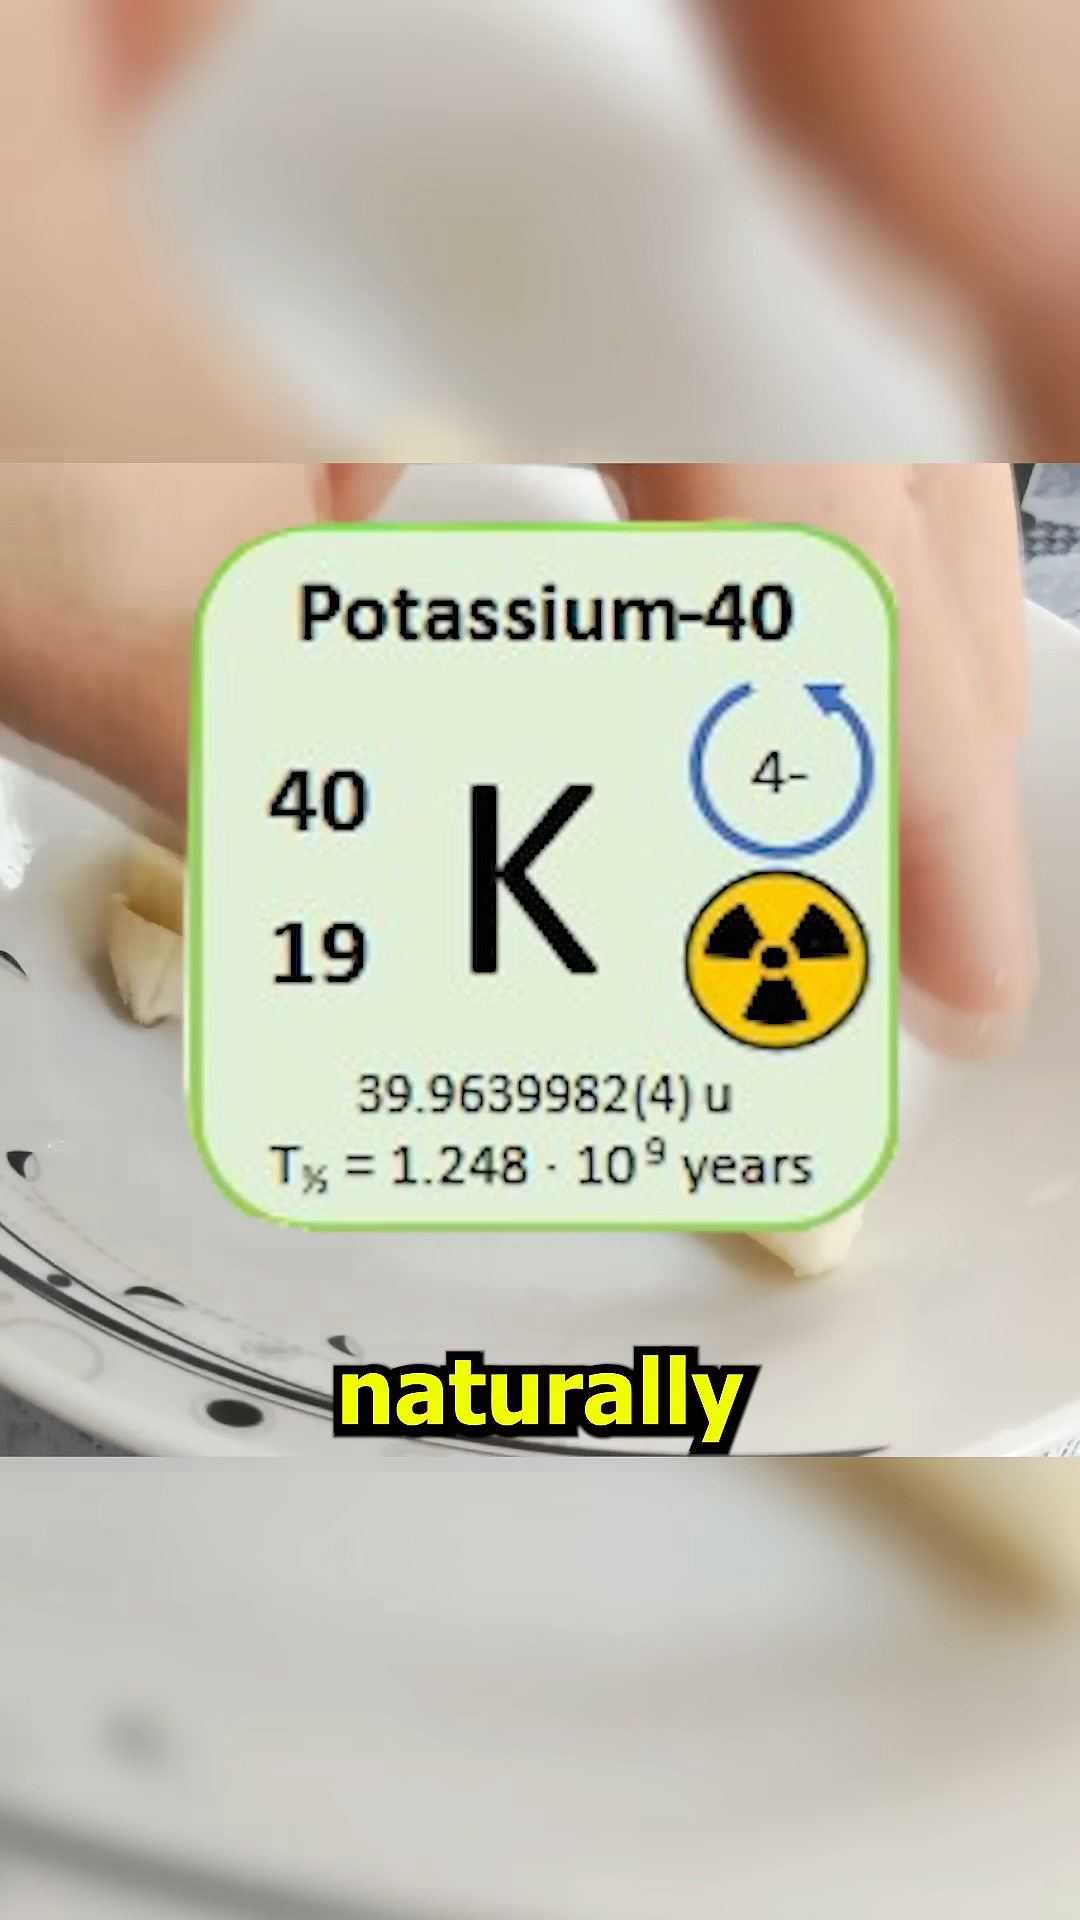 Potassium-40
4-
40
K
19
39.9639982(4) u
T½ = 1.248 · 10⁹ years
naturally